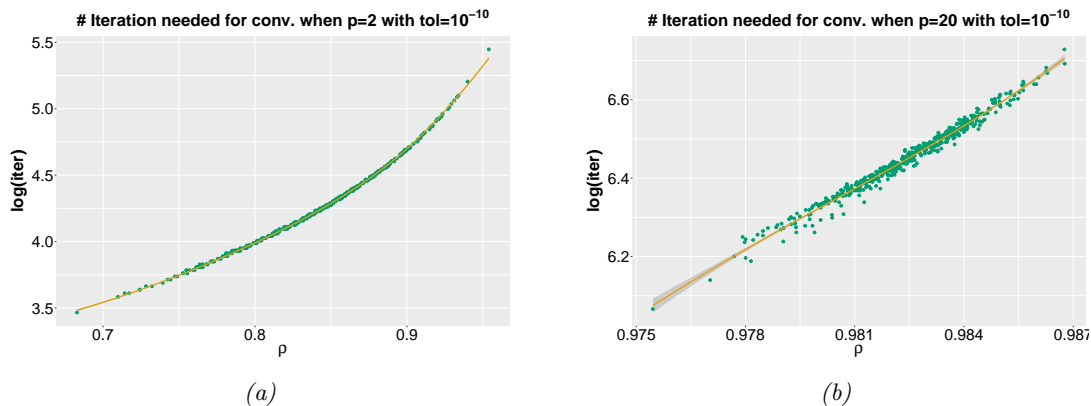 # Iteration needed for conv. when p=2 with tol=10⁻¹⁰
5.5
5.0
4.5
4.0
3.5
log(iter)
0.7 0.8 0.9
ρ
(a)
# Iteration needed for conv. when p=20 with tol=10⁻¹⁰
6.6
6.4
6.2
log(iter)
0.975 0.978 0.981 0.984 0.987
ρ
(b)